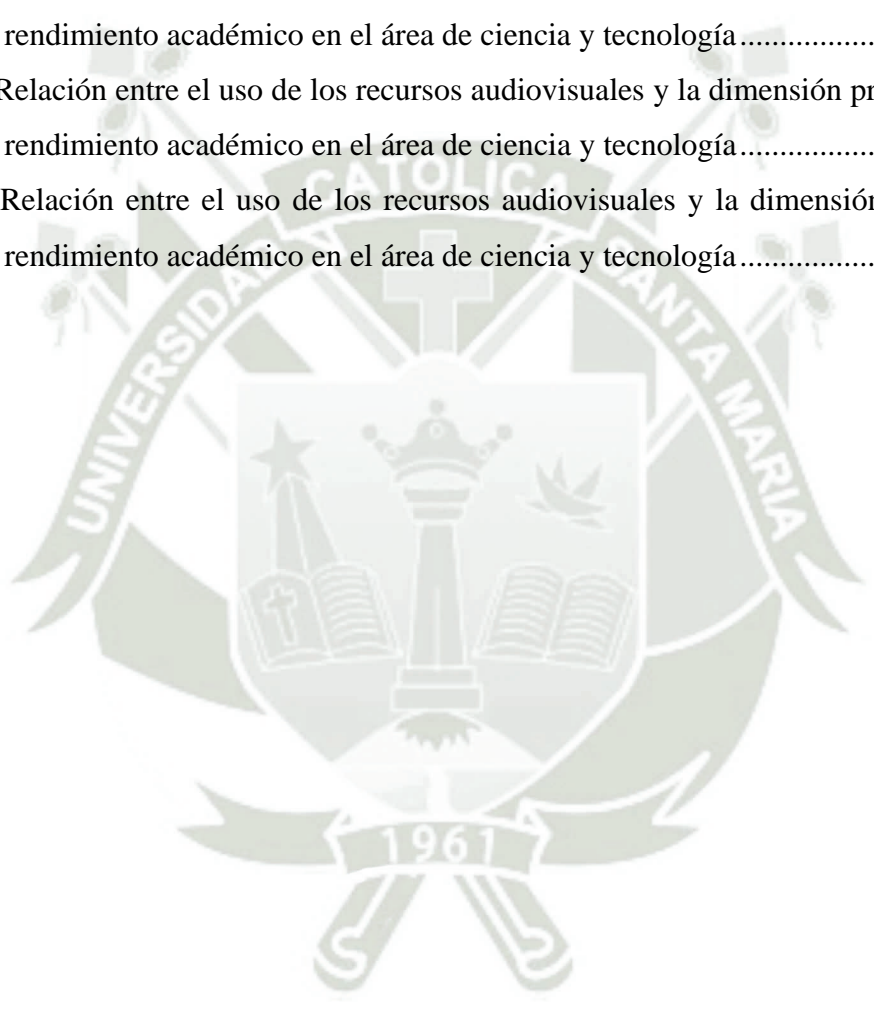 rendimiento académico en el área de ciencia y tecnología.................
Relación entre el uso de los recursos audiovisuales y la dimensión pr
rendimiento académico en el área de ciencia y tecnología.................
Relación entre el uso de los recursos audiovisuales y la dimensión
rendimiento académico en el área de ciencia y tecnología.................
UNIVERSIDAD CATOLICA SANTA MARIA
1961